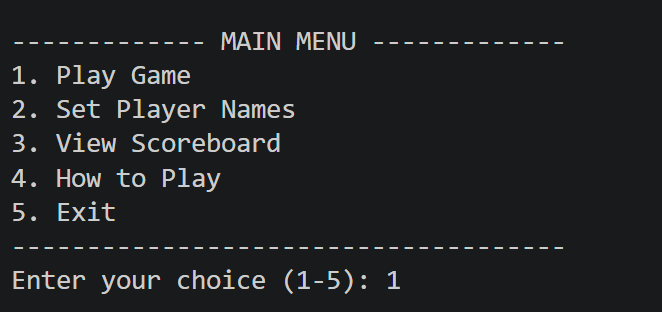 ------------- MAIN MENU -------------
1. Play Game
2. Set Player Names
3. View Scoreboard
4. How to Play
5. Exit
-------------------------------------
Enter your choice (1-5): 1